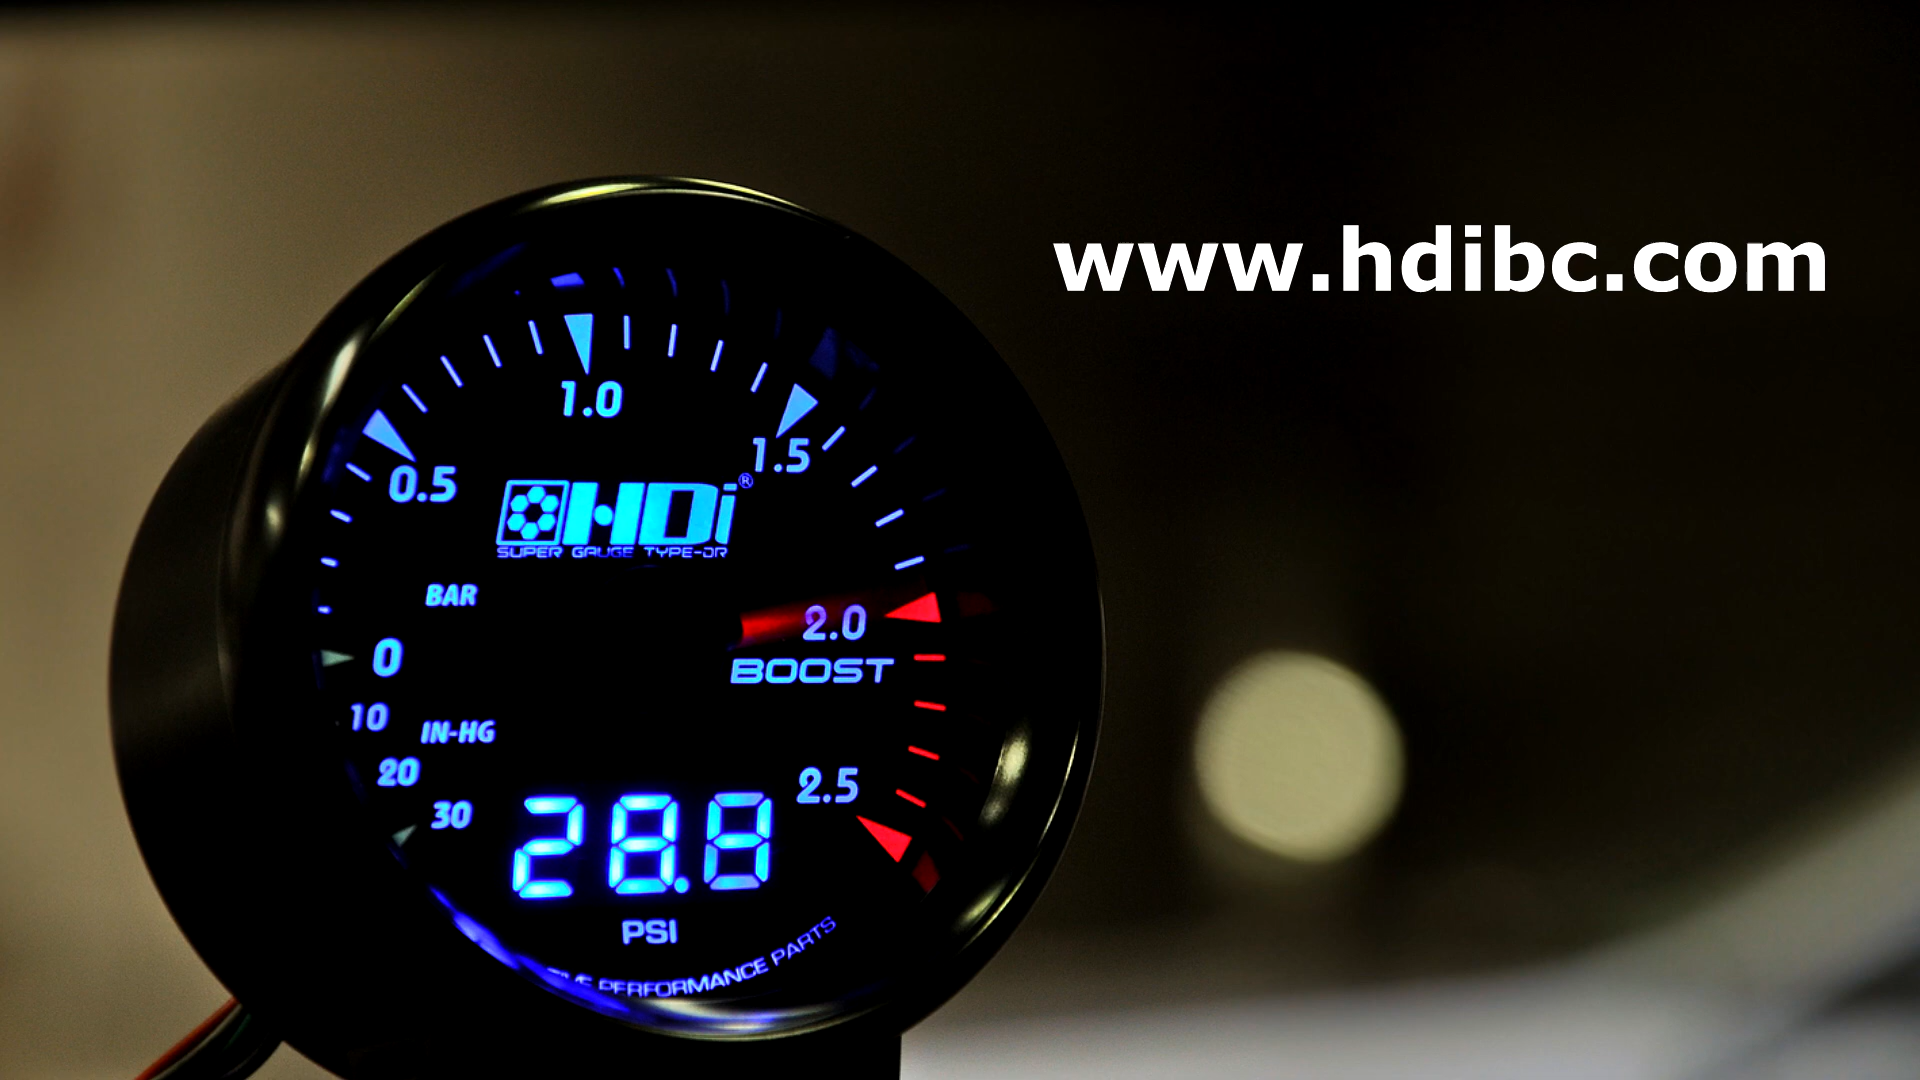 www.hdibc.com
1.0
1.5
0.5
HDi®
SUPER GAUGE TYPE-DR
BAR
2.0
0
BOOST
10
IN-HG
20
2.5
30
28.8
PSI
PERFORMANCE PARTS